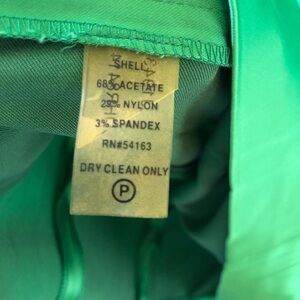 SHELL
68% ACETATE
29% NYLON
3% SPANDEX
RN#54163
DRY CLEAN ONLY
P